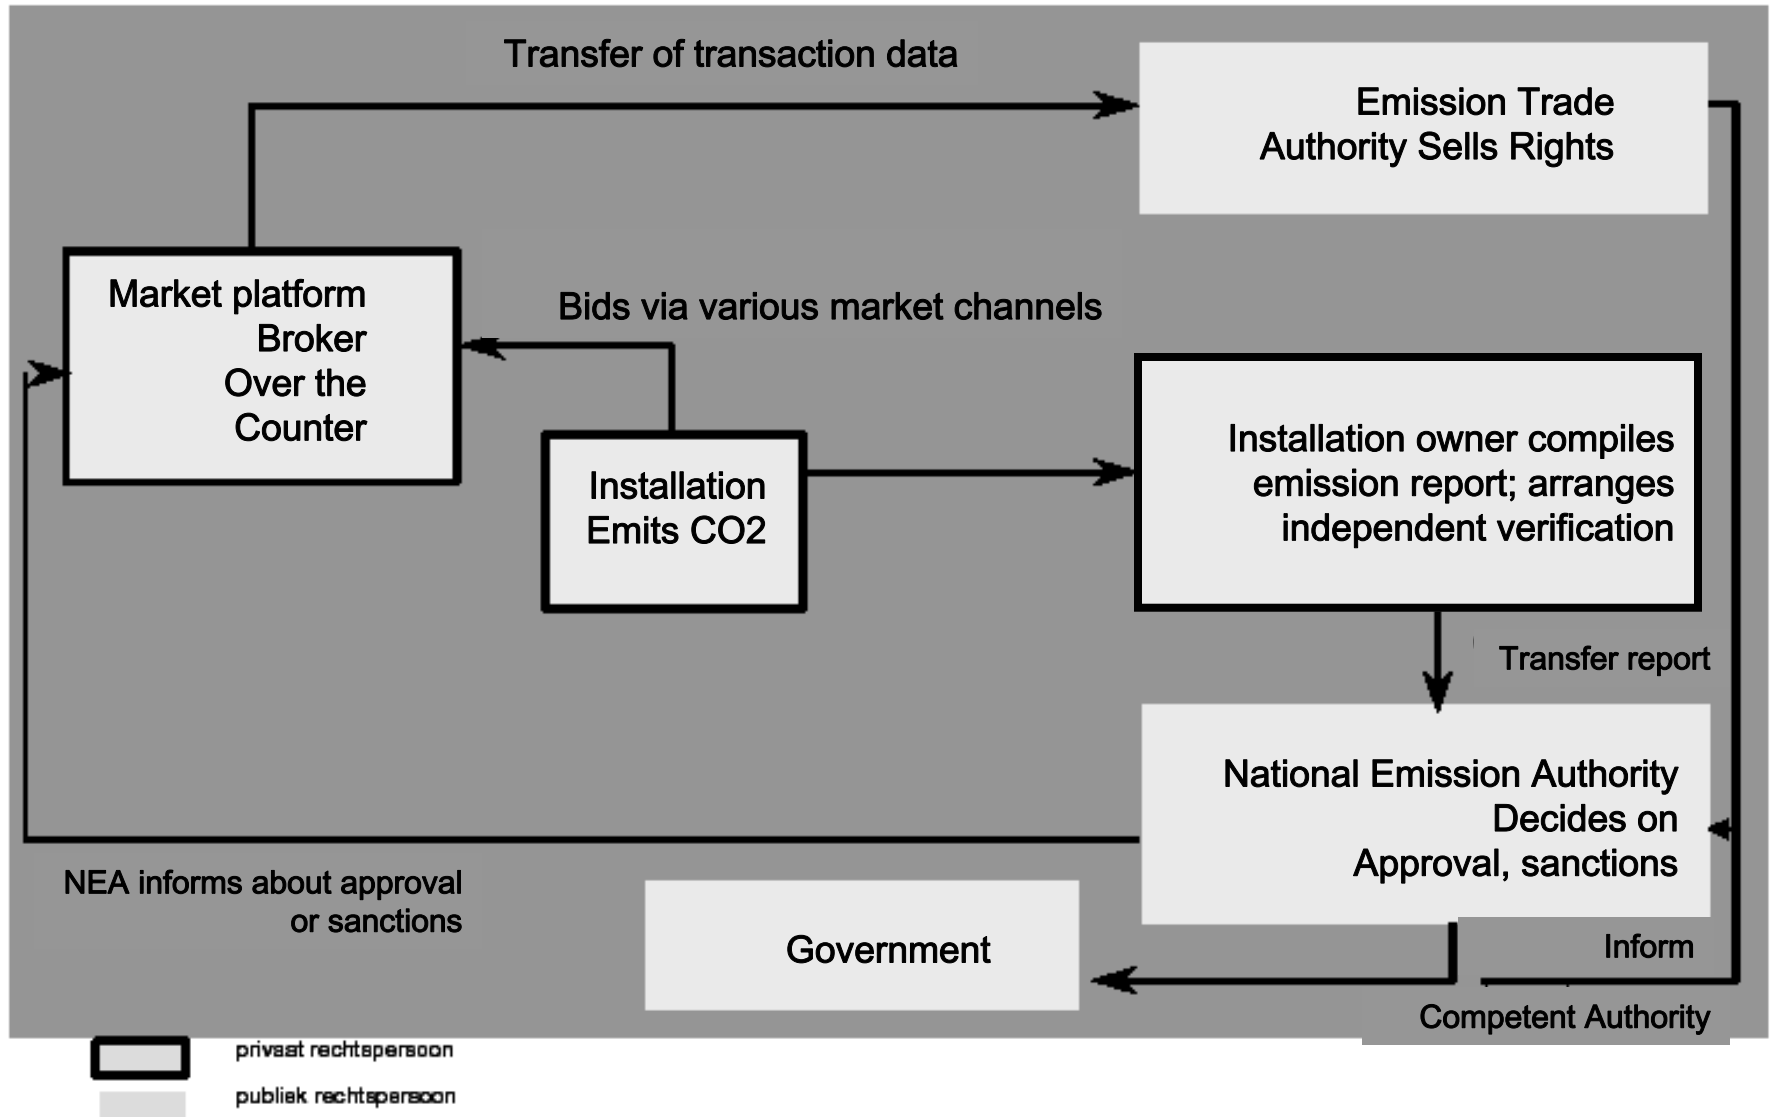 Transfer of transaction data
Emission Trade
Authority Sells Rights
Market platform
Broker
Over the
Counter
Bids via various market channels
Installation
Emits CO2
Installation owner compiles
emission report; arranges
independent verification
Transfer report
National Emission Authority
Decides on
Approval, sanctions
NEA informs about approval
or sanctions
Government
Inform
Competent Authority
privaat rechtspersoon
publiek rechtspersoon